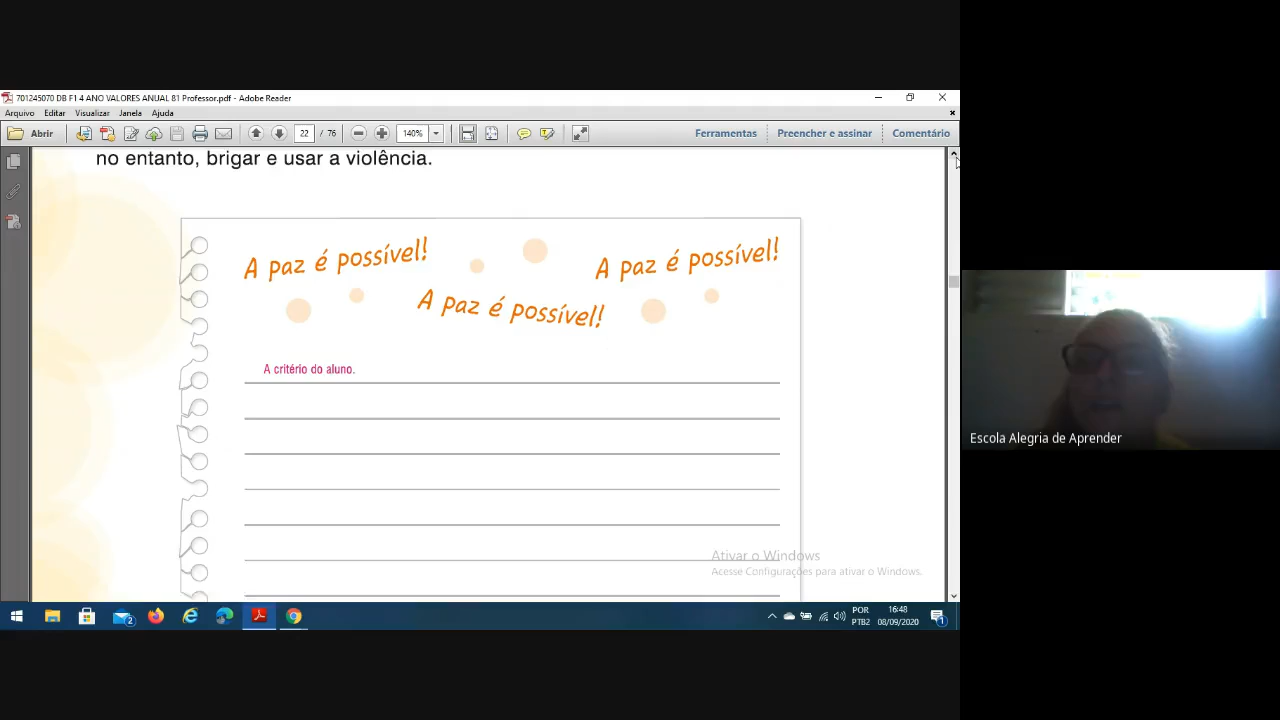 701245070 DB F1 4 ANO VALORES ANUAL 81 Professor.pdf - Adobe Reader
Arquivo Editar Visualizar Janela Ajuda
Abrir 22 / 76 140% Ferramentas Preencher e assinar Comentário
no entanto, brigar e usar a violência.
A paz é possível! A paz é possível!
A paz é possível!
A critério do aluno.
Escola Alegria de Aprender
Ativar o Windows
Acesse Configurações para ativar o Windows.
2
POR 16:48
PTB2 08/09/2020 1